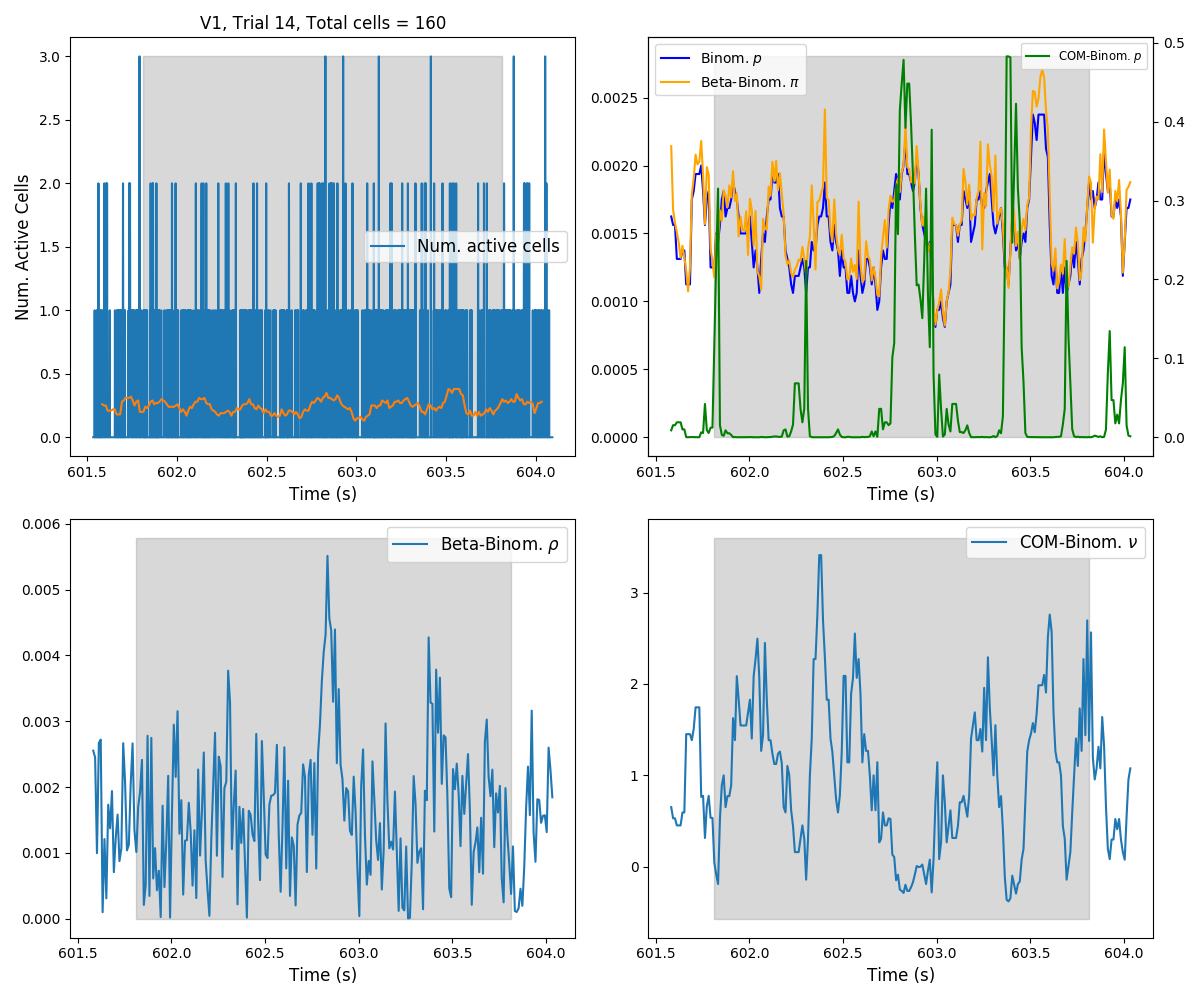 V1, Trial 14, Total cells = 160
Num. Active Cells
3.0
2.5
2.0
1.5
1.0
0.5
0.0
Num. active cells
601.5 602.0 602.5 603.0 603.5 604.0
Time (s)
Binom. p
Beta-Binom. π
COM-Binom. p
0.0025
0.0020
0.0015
0.0010
0.0005
0.0000
0.5
0.4
0.3
0.2
0.1
0.0
601.5 602.0 602.5 603.0 603.5 604.0
Time (s)
0.006
0.005
0.004
0.003
0.002
0.001
0.000
Beta-Binom. ρ
601.5 602.0 602.5 603.0 603.5 604.0
Time (s)
3
2
1
0
COM-Binom. ν
601.5 602.0 602.5 603.0 603.5 604.0
Time (s)